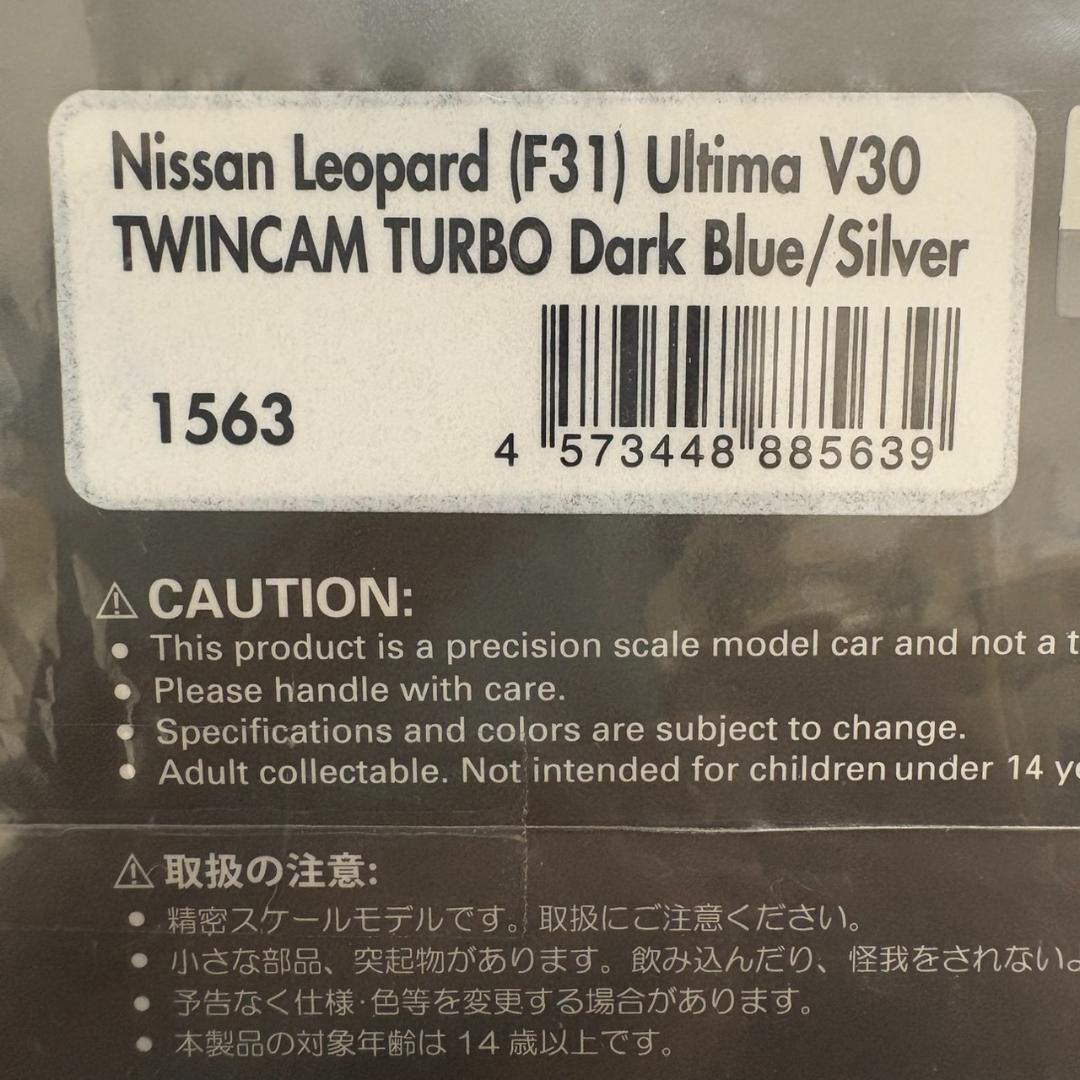 Nissan Leopard (F31) Ultima V30
TWINCAM TURBO Dark Blue/Silver
1563
4 573448 885639
⚠ CAUTION:
• This product is a precision scale model car and not a t
• Please handle with care.
• Specifications and colors are subject to change.
• Adult collectable. Not intended for children under 14 ye
⚠ 取扱の注意:
• 精密スケールモデルです。取扱にご注意ください。
• 小さな部品、突起物があります。飲み込んだり、怪我をされないよ
• 予告なく仕様・色等を変更する場合があります。
• 本製品の対象年齢は 14 歳以上です。